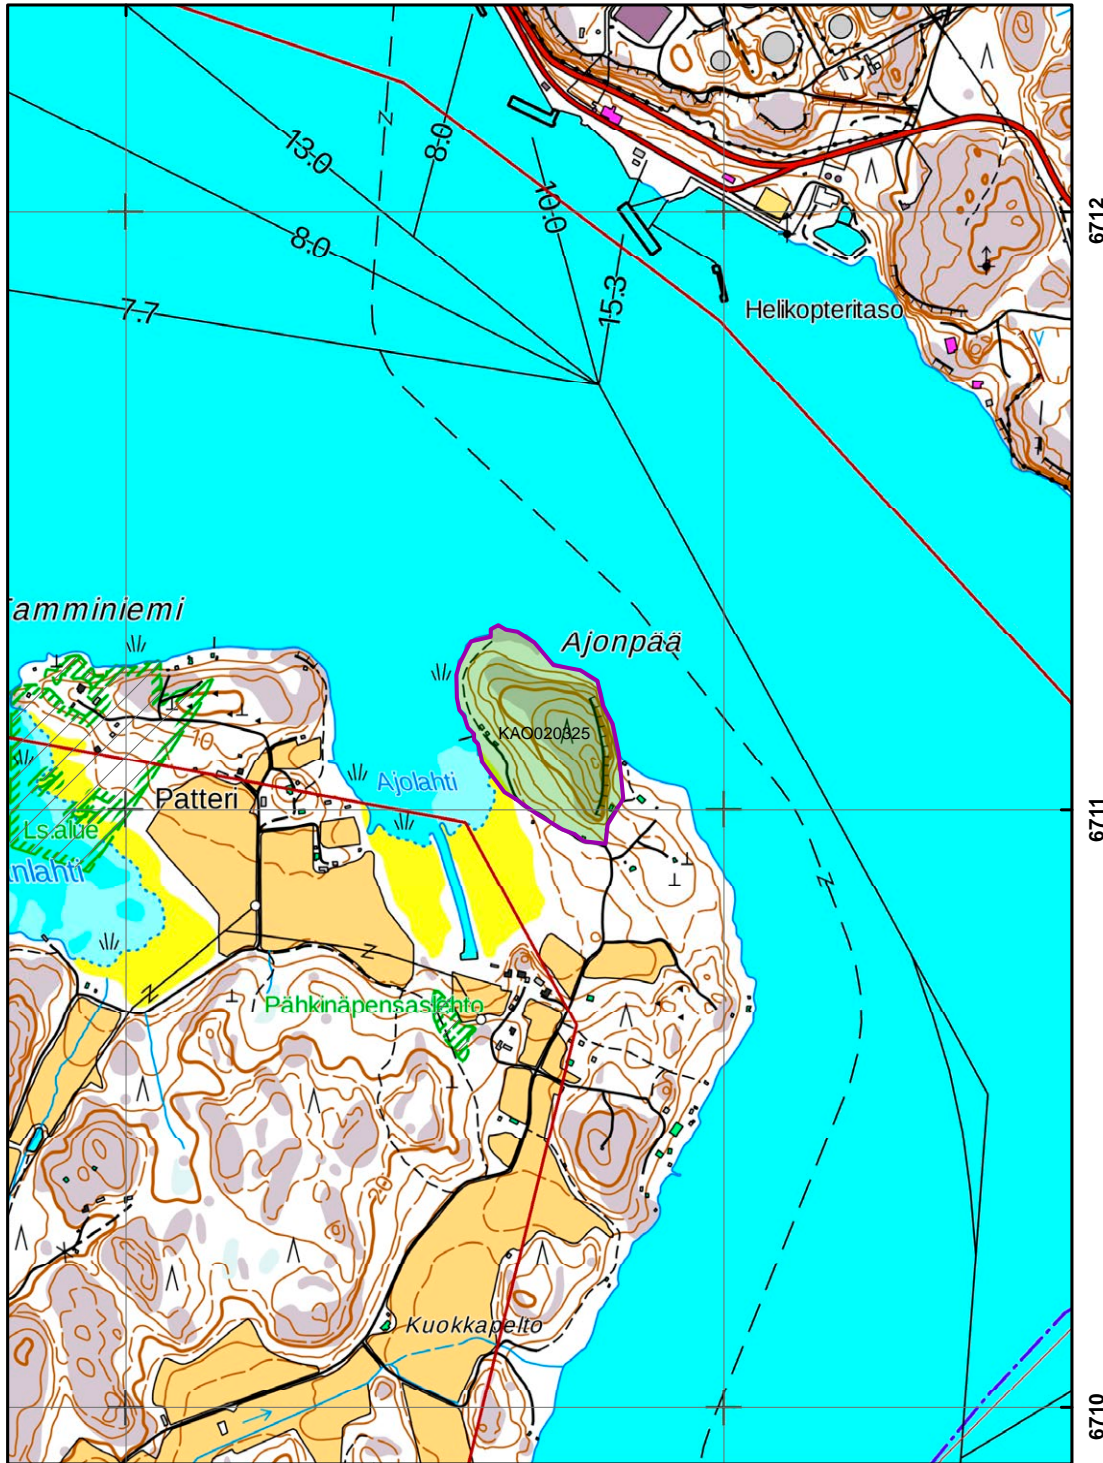 13.0
8.0
8.0
10.0
6712
7.7
15.3
Helikopteritaso
amminiemi
Ajonpää
KAO020325
10
Patteri
Ajolahti
Ls.alue
6711
nlahti
Pähkinäpensaslehto
20
Kuokkapelto
6710